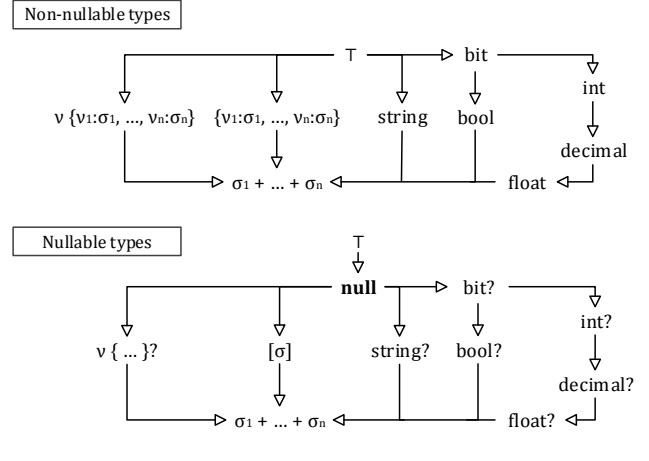 Non-nullable types
⊤ bit
int
ν {ν₁:σ₁, ..., νₙ:σₙ} {ν₁:σ₁, ..., νₙ:σₙ} string bool
decimal
σ₁ + ... + σₙ float
Nullable types
⊤
null bit?
int?
ν { ... }? [σ] string? bool?
decimal?
σ₁ + ... + σₙ float?